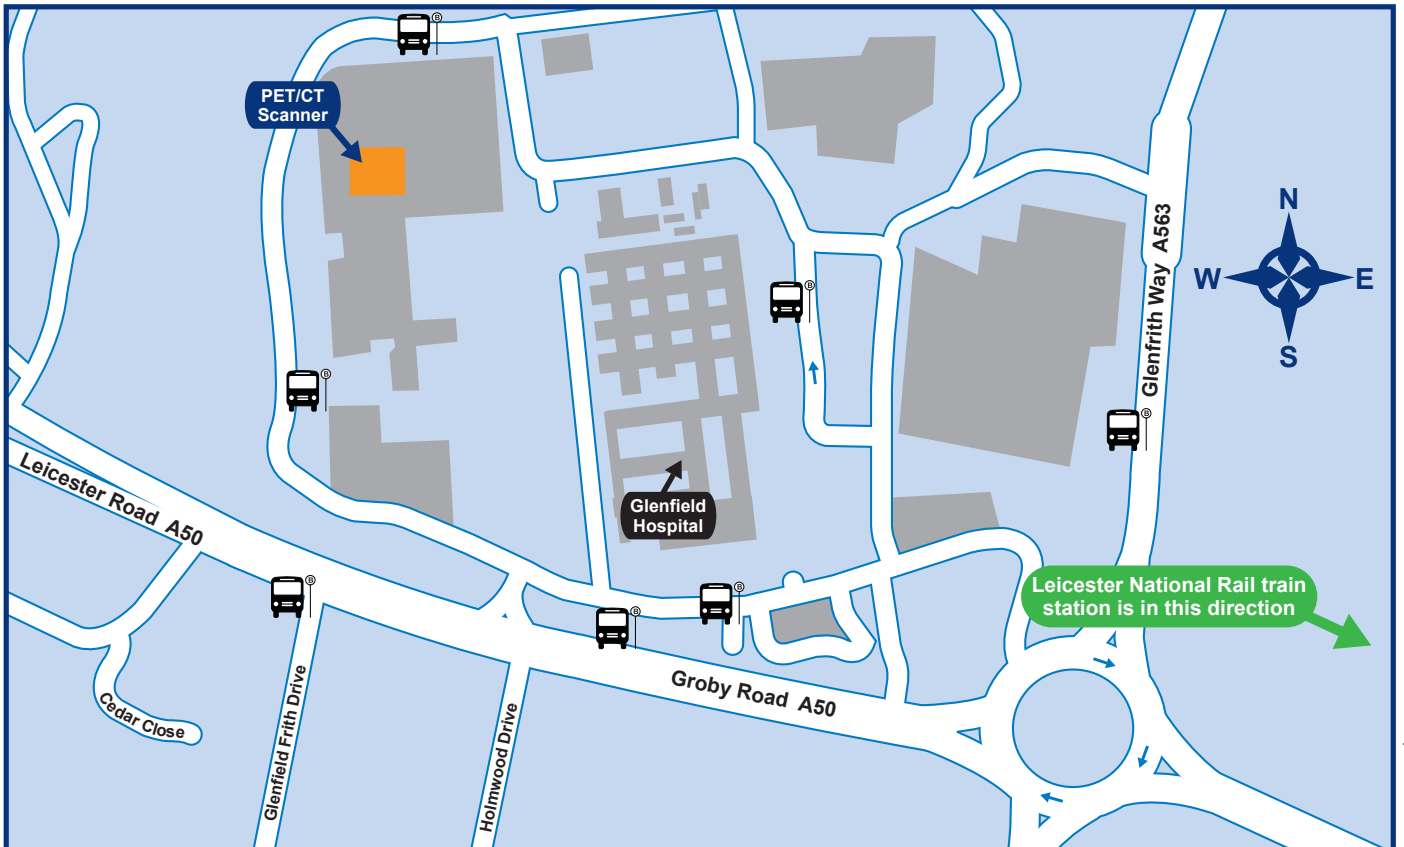 B
PET/CT
Scanner
N
W
E
S
Glenfrith Way A563
B
B
B
Leicester Road A50
Glenfield
Hospital
B
B
B
Leicester National Rail train
station is in this direction
Groby Road A50
Cedar Close
Glenfield Frith Drive
Holmwood Drive